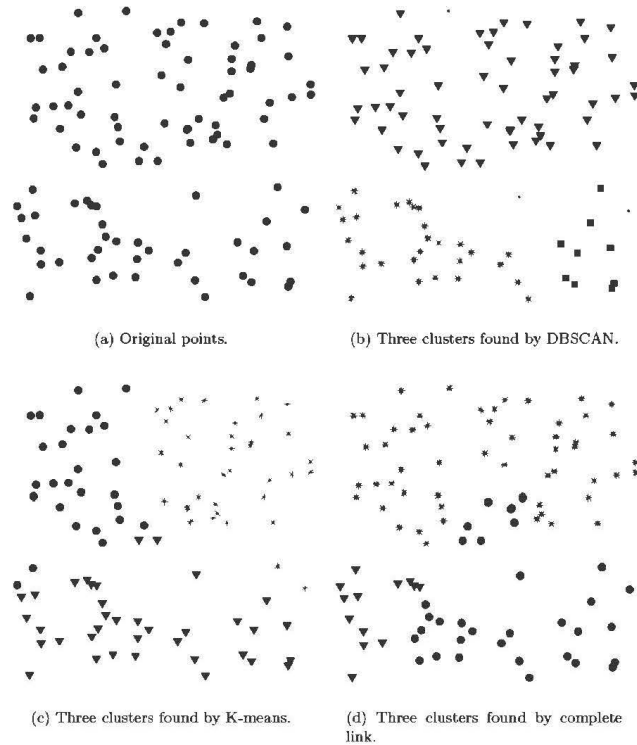 (a) Original points.
(b) Three clusters found by DBSCAN.
(c) Three clusters found by K-means.
(d) Three clusters found by complete
link.